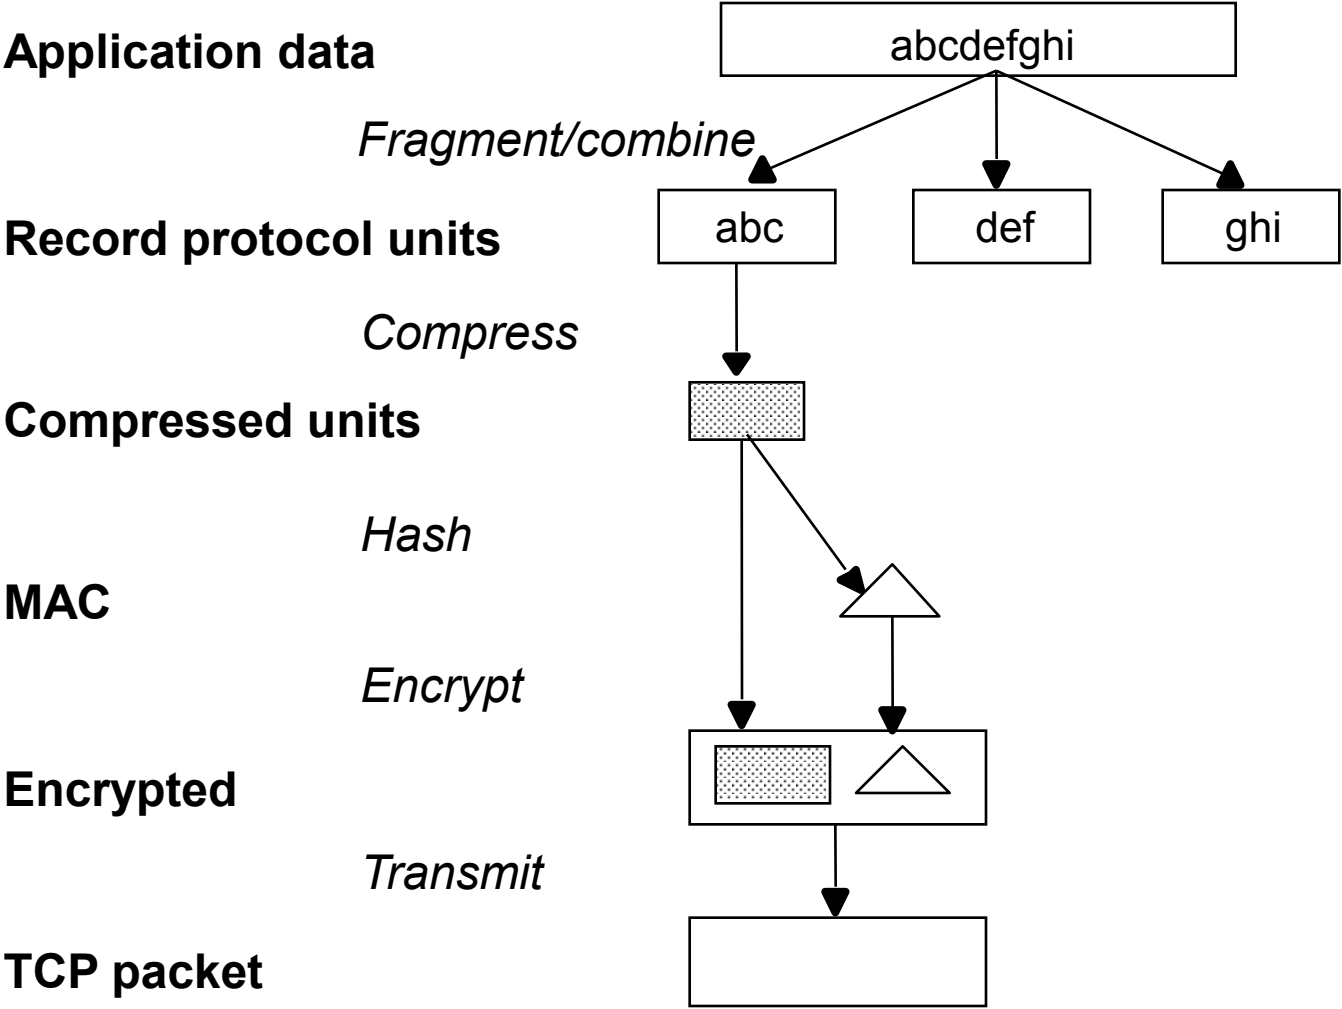 Application data
abcdefghi
Fragment/combine
Record protocol units
abc
def
ghi
Compress
Compressed units
Hash
MAC
Encrypt
Encrypted
Transmit
TCP packet